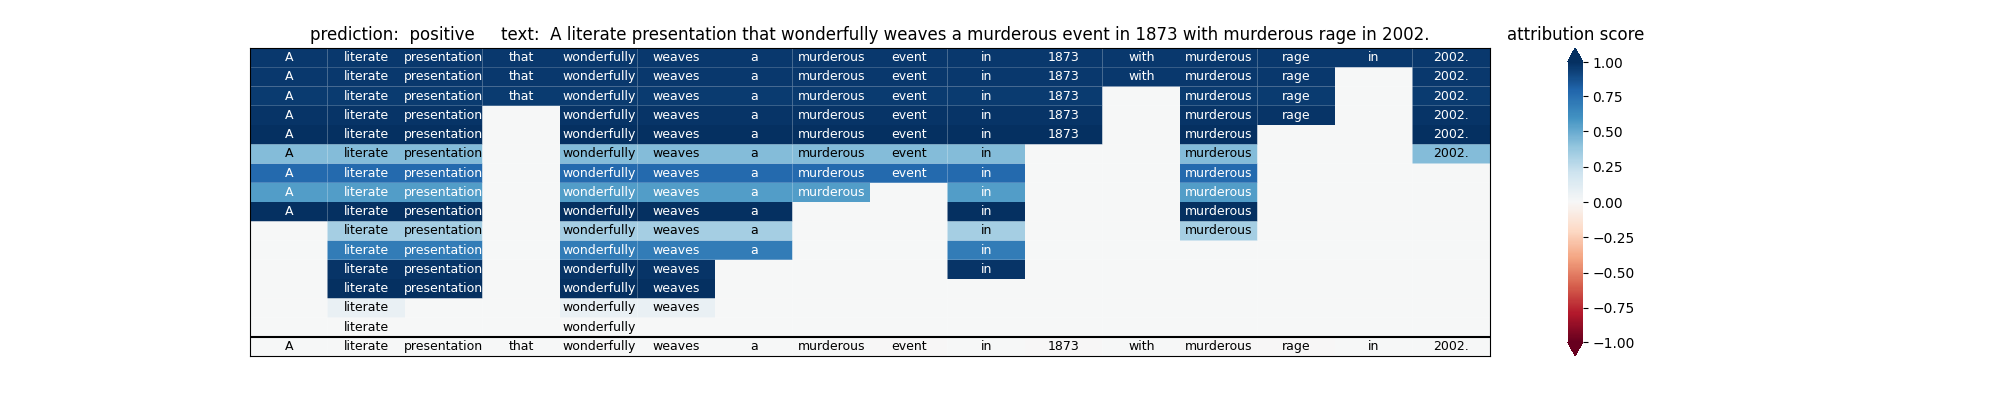 prediction:  positive     text:  A literate presentation that wonderfully weaves a murderous event in 1873 with murderous rage in 2002.
attribution score
A literate presentation that wonderfully weaves a murderous event in 1873 with murderous rage in 2002.
A literate presentation that wonderfully weaves a murderous event in 1873 with murderous rage 2002.
A literate presentation that wonderfully weaves a murderous event in 1873 murderous rage 2002.
A literate presentation wonderfully weaves a murderous event in 1873 murderous rage 2002.
A literate presentation wonderfully weaves a murderous event in 1873 murderous 2002.
A literate presentation wonderfully weaves a murderous event in murderous 2002.
A literate presentation wonderfully weaves a murderous event in murderous
A literate presentation wonderfully weaves a murderous in murderous
A literate presentation wonderfully weaves a in murderous
literate presentation wonderfully weaves a in murderous
literate presentation wonderfully weaves a in
literate presentation wonderfully weaves in
literate presentation wonderfully weaves
literate wonderfully weaves
literate wonderfully
A literate presentation that wonderfully weaves a murderous event in 1873 with murderous rage in 2002.
1.00
0.75
0.50
0.25
0.00
−0.25
−0.50
−0.75
−1.00